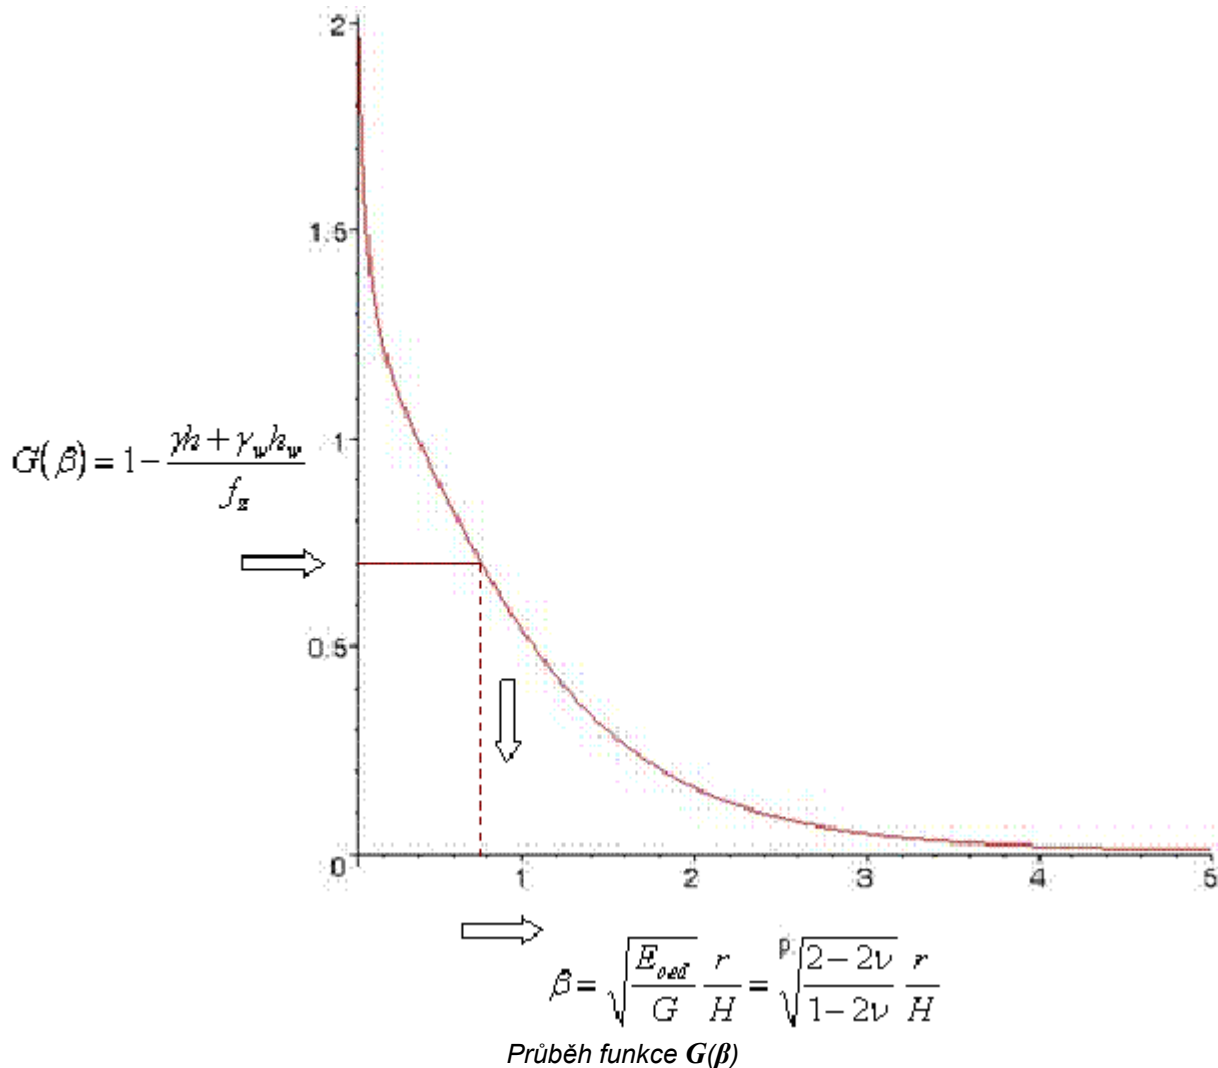 2
1.5
1
G(β) = 1 - (γh + γ_w h_w) / f_z
0.5
0
1 2 3 4 5
β = √(E_oed / G) r / H = p √((2 - 2ν) / (1 - 2ν)) r / H
Průběh funkce G(β)